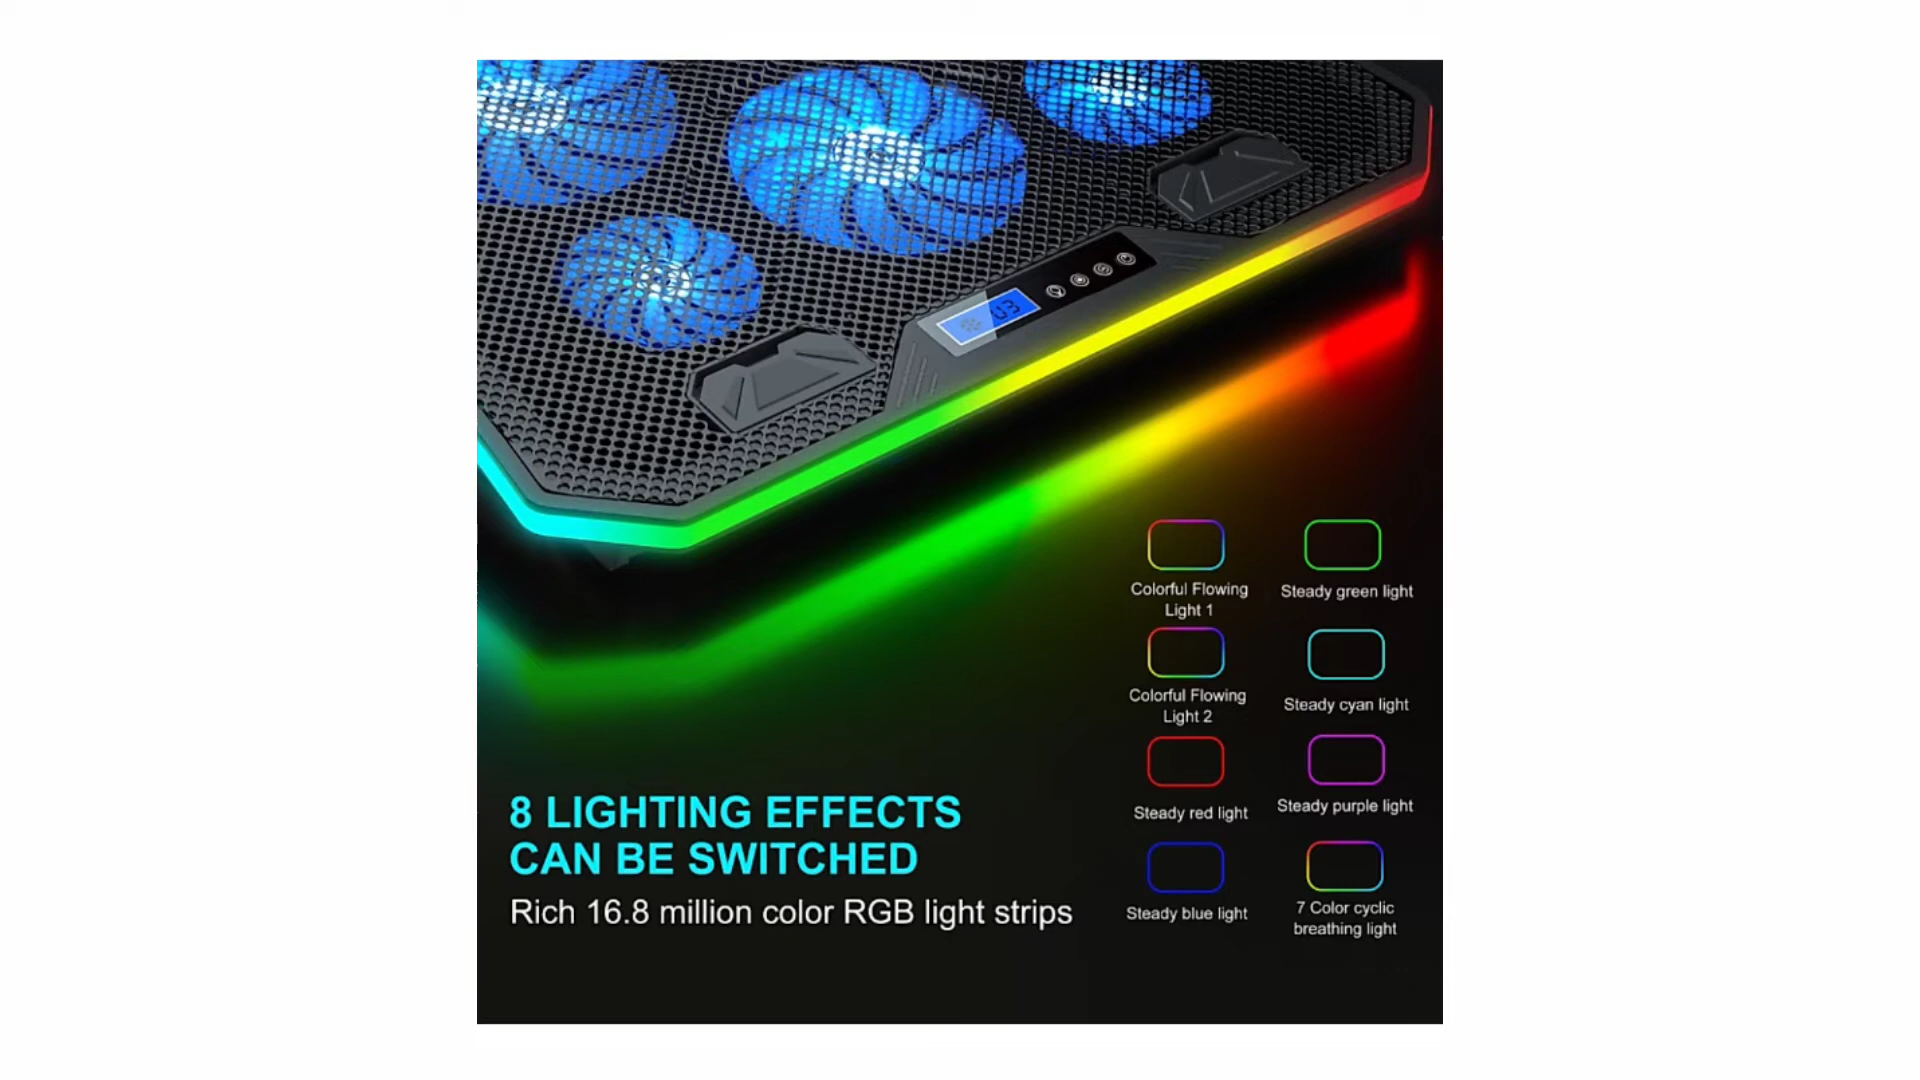 03
Colorful Flowing
Light 1
Steady green light
Colorful Flowing
Light 2
Steady cyan light
Steady red light
Steady purple light
Steady blue light
7 Color cyclic
breathing light
8 LIGHTING EFFECTS
CAN BE SWITCHED
Rich 16.8 million color RGB light strips